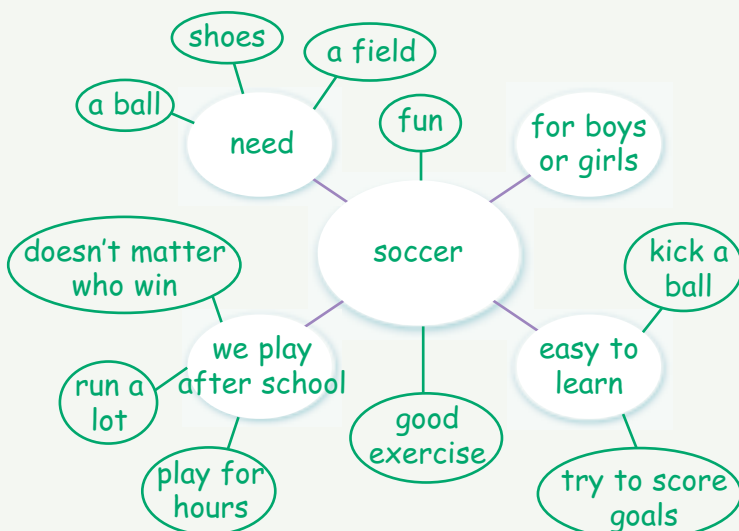 shoes
a field
a ball
need
fun
for boys
or girls
soccer
doesn't matter
who win
kick a
ball
we play
after school
easy to
learn
run a
lot
good
exercise
play for
hours
try to score
goals